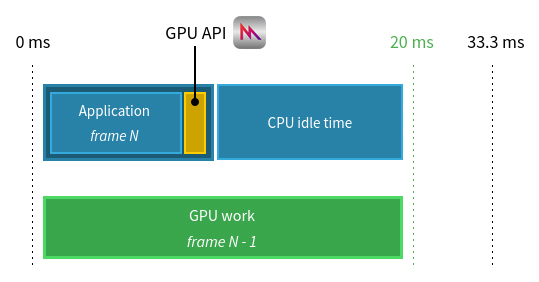 GPU API
0 ms
20 ms
33.3 ms
Application
frame N
CPU idle time
GPU work
frame N - 1